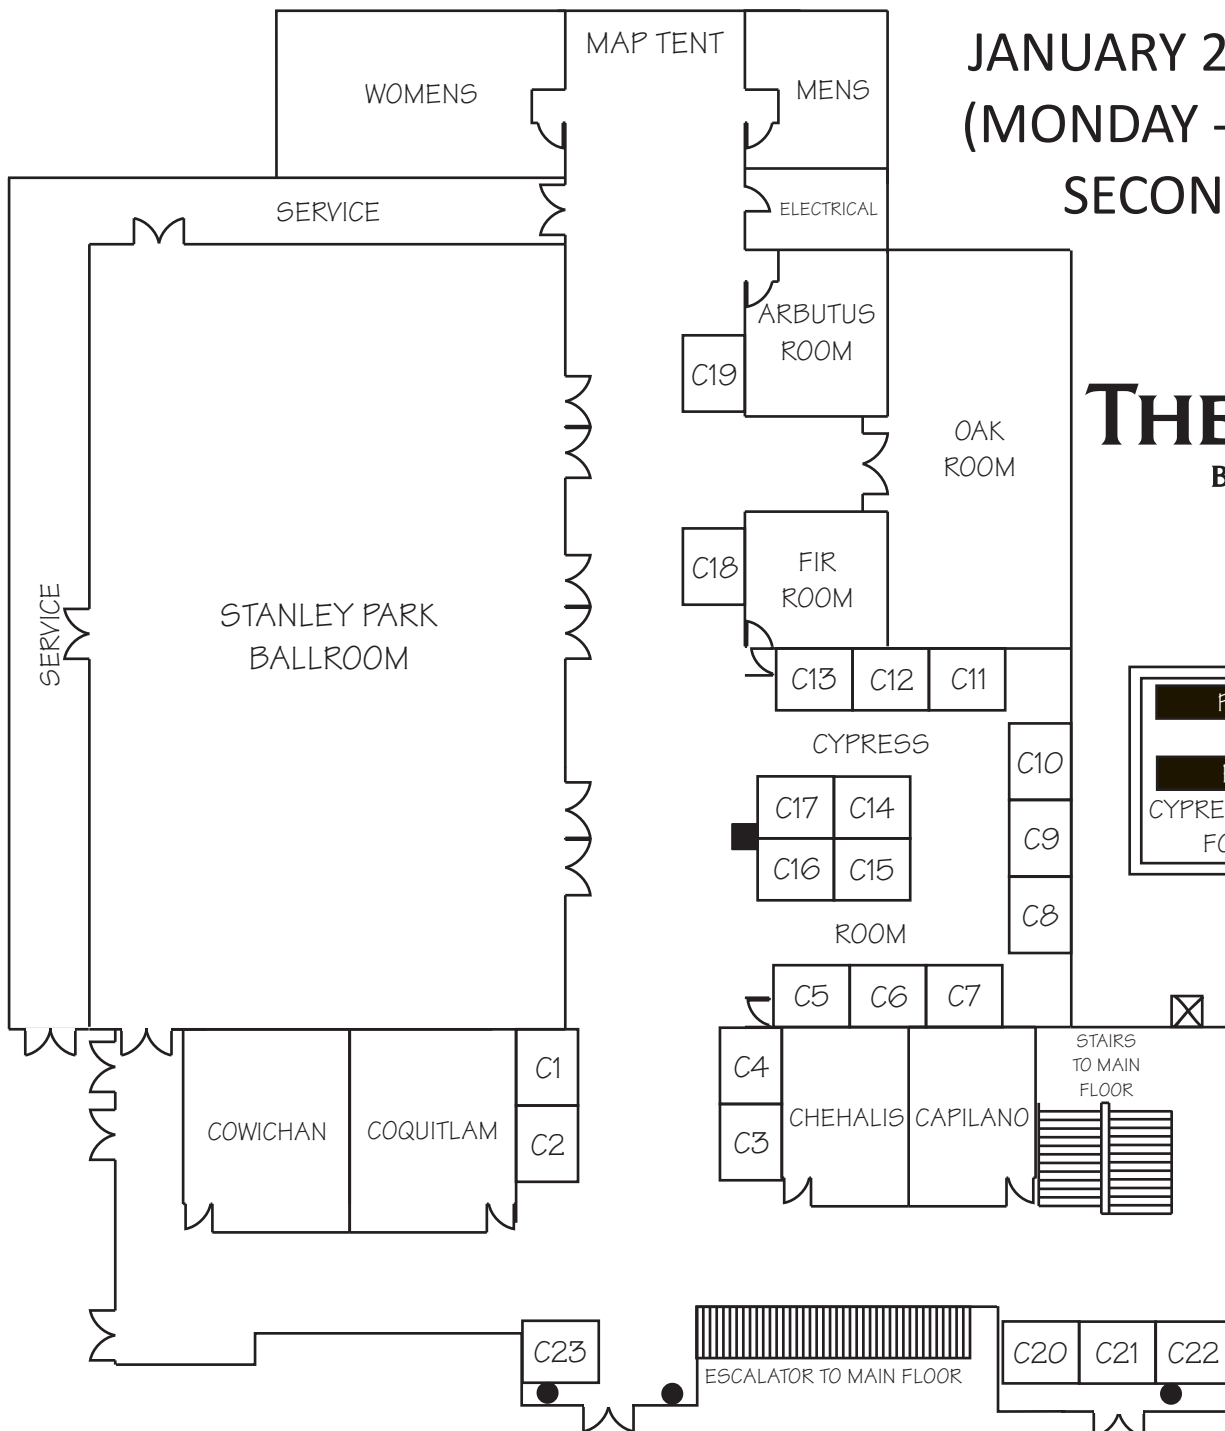 MAP TENT
WOMENS
MENS
JANUARY 2
(MONDAY -
SECON
SERVICE
ELECTRICAL
ARBUTUS
ROOM
C19
OAK
ROOM
THE
B
C18
FIR
ROOM
SERVICE
STANLEY PARK
BALLROOM
C13 C12 C11
CYPRESS
C10
C17 C14
C9
C16 C15
C8
ROOM
CYPRE
FO
C5 C6 C7
C1
C2
C4
C3
COWICHAN
COQUITLAM
CHEHALIS
CAPILANO
STAIRS
TO MAIN
FLOOR
C23
ESCALATOR TO MAIN FLOOR
C20 C21 C22